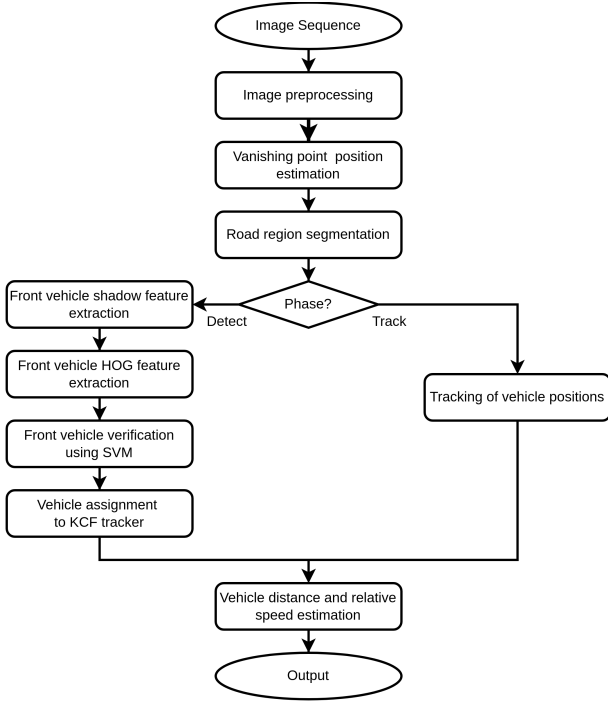 Image Sequence
Image preprocessing
Vanishing point position
estimation
Road region segmentation
Phase?
Detect
Track
Front vehicle shadow feature
extraction
Front vehicle HOG feature
extraction
Front vehicle verification
using SVM
Vehicle assignment
to KCF tracker
Tracking of vehicle positions
Vehicle distance and relative
speed estimation
Output